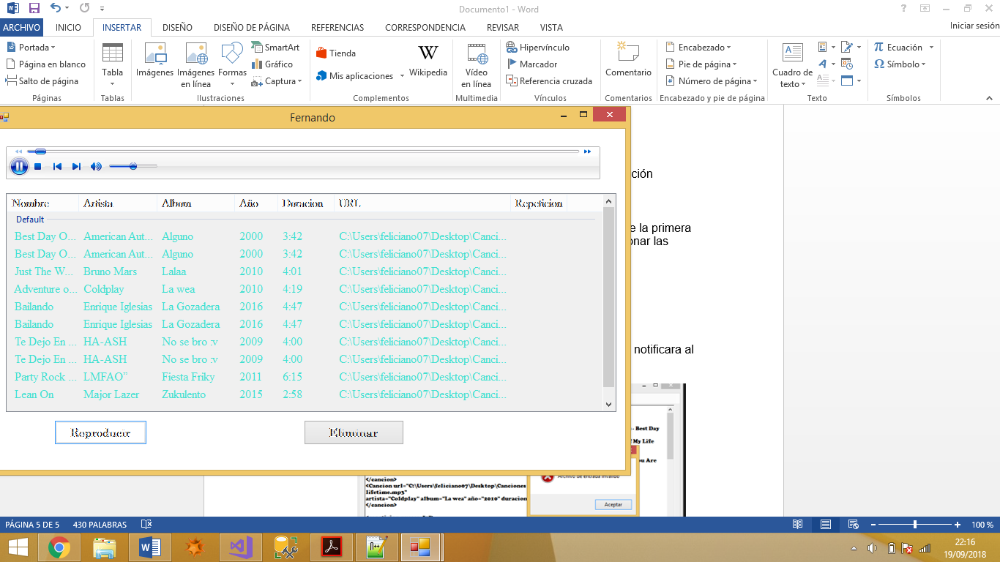 Documento1 - Word
ARCHIVO INICIO INSERTAR DISEÑO DISEÑO DE PÁGINA REFERENCIAS CORRESPONDENCIA REVISAR VISTA Iniciar sesión
Portada
Página en blanco
Salto de página
Páginas
Tabla
Tablas
Imágenes
Imágenes en línea
Formas
SmartArt
Gráfico
Captura
Ilustraciones
Tienda
Mis aplicaciones
Wikipedia
Complementos
Vídeo en línea
Multimedia
Hipervínculo
Marcador
Referencia cruzada
Vínculos
Comentario
Comentarios
Encabezado
Pie de página
Número de página
Encabezado y pie de página
Cuadro de texto
Texto
Ecuación
Símbolo
Símbolos
Fernando
Nombre Artista Album Año Duracion URL Repeticion
Default
Best Day O... American Aut... Alguno 2000 3:42 C:\Users\feliciano07\Desktop\Canci...
Best Day O... American Aut... Alguno 2000 3:42 C:\Users\feliciano07\Desktop\Canci...
Just The W... Bruno Mars Lalaa 2010 4:01 C:\Users\feliciano07\Desktop\Canci...
Adventure o... Coldplay La wea 2010 4:19 C:\Users\feliciano07\Desktop\Canci...
Bailando Enrique Iglesias La Gozadera 2016 4:47 C:\Users\feliciano07\Desktop\Canci...
Bailando Enrique Iglesias La Gozadera 2016 4:47 C:\Users\feliciano07\Desktop\Canci...
Te Dejo En ... HA-ASH No se bro :v 2009 4:00 C:\Users\feliciano07\Desktop\Canci...
Te Dejo En ... HA-ASH No se bro :v 2009 4:00 C:\Users\feliciano07\Desktop\Canci...
Party Rock ... LMFAO” Fiesta Friky 2011 6:15 C:\Users\feliciano07\Desktop\Canci...
Lean On Major Lazer Zukulento 2015 2:58 C:\Users\feliciano07\Desktop\Canci...
Reproducir Eliminar
ción
e la primera
onar las
notificara al
- Best Day
My Life
ou Are
</cancion>
<Cancion url="C:\Users\feliciano07\Desktop\Canciones
lifetime.mp3"
artista="Coldplay" album="La wea" año="2010" duracion
</cancion>
Archivo de entrada invalido
Aceptar
PÁGINA 5 DE 5 430 PALABRAS 100 %
22:16
19/09/2018